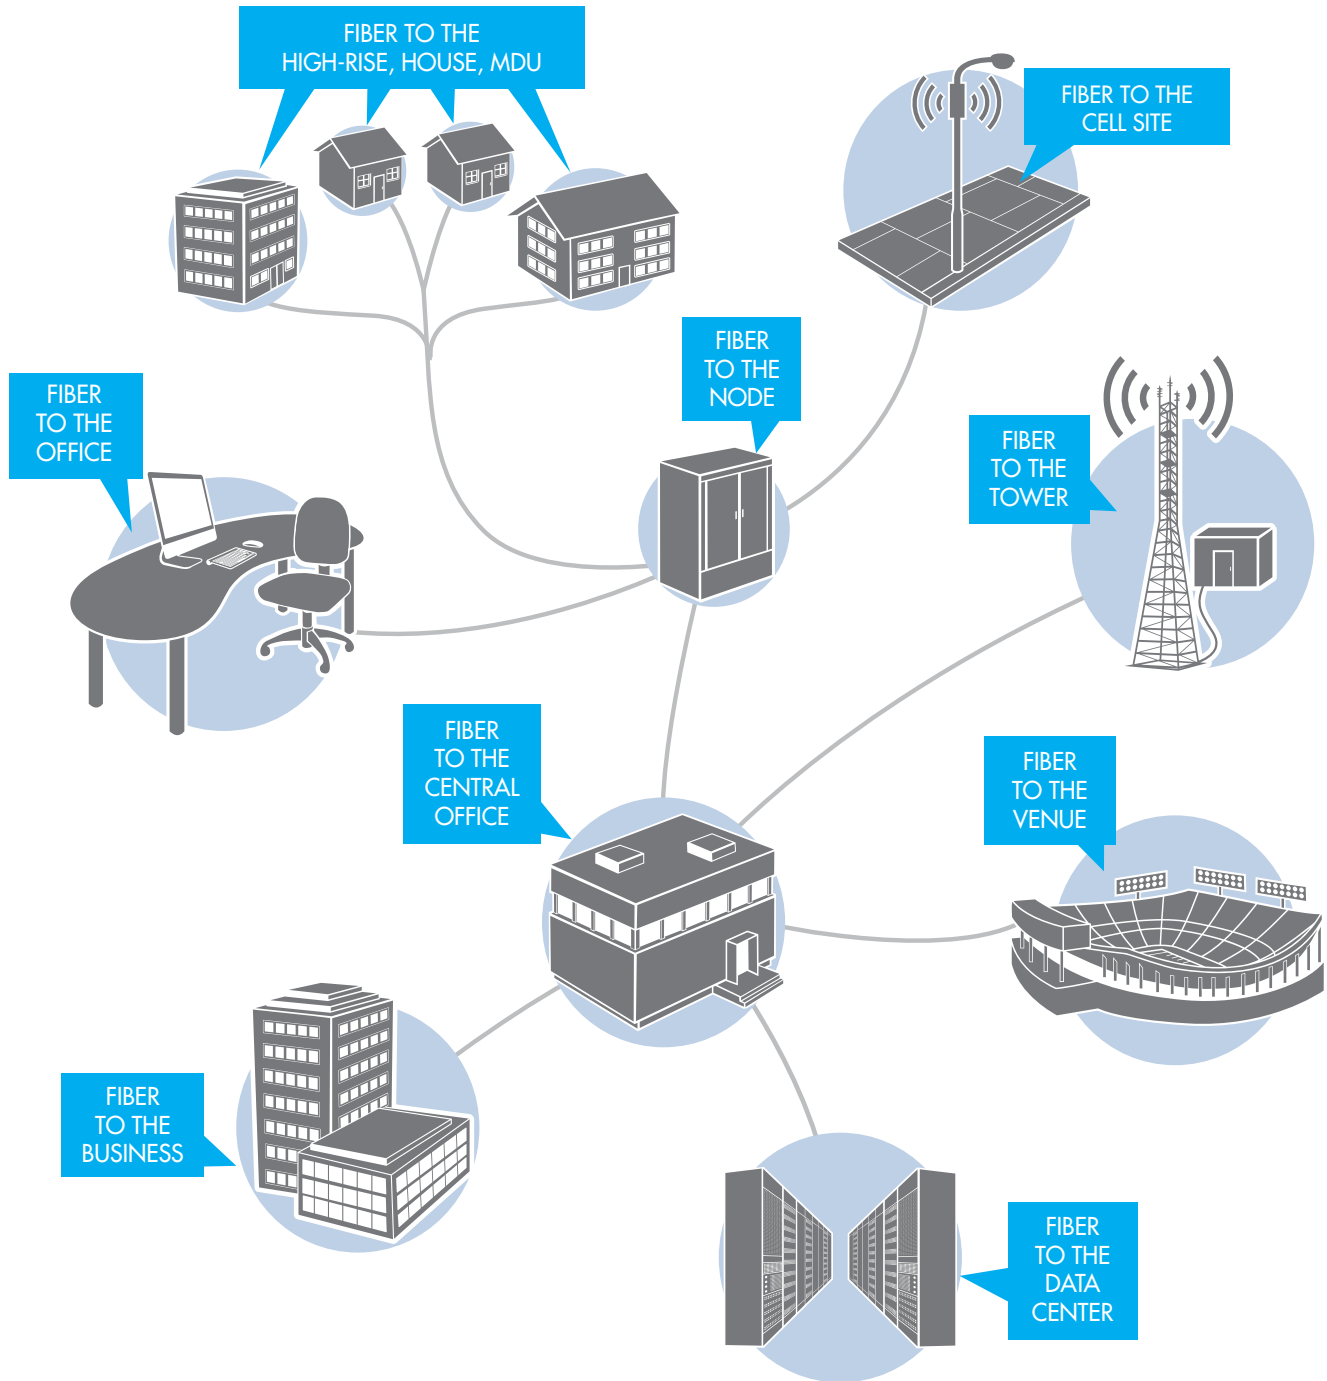 FIBER TO THE
HIGH-RISE, HOUSE, MDU
FIBER TO THE
CELL SITE
FIBER
TO THE
NODE
FIBER
TO THE
OFFICE
FIBER
TO THE
TOWER
FIBER
TO THE
CENTRAL
OFFICE
FIBER
TO THE
VENUE
FIBER
TO THE
BUSINESS
FIBER
TO THE
DATA
CENTER